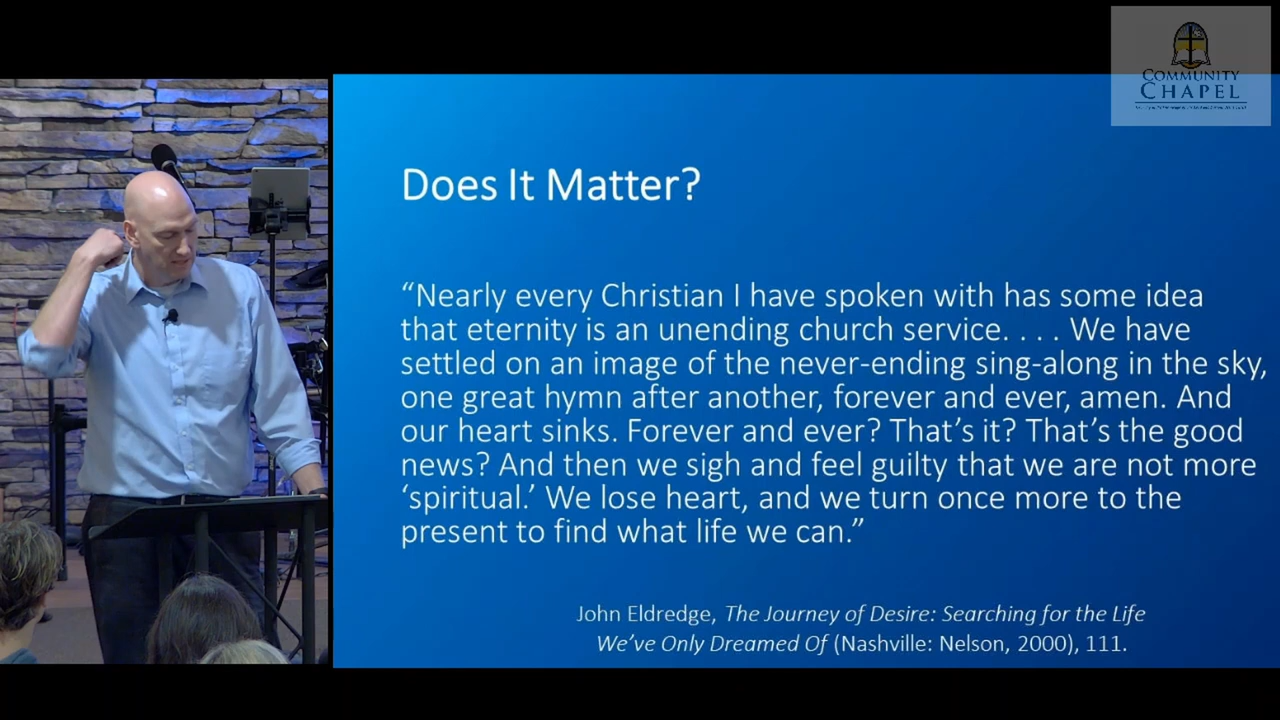 COMMUNITY
CHAPEL
Does It Matter?
“Nearly every Christian I have spoken with has some idea
that eternity is an unending church service. . . . We have
settled on an image of the never-ending sing-along in the sky,
one great hymn after another, forever and ever, amen. And
our heart sinks. Forever and ever? That’s it? That’s the good
news? And then we sigh and feel guilty that we are not more
‘spiritual.’ We lose heart, and we turn once more to the
present to find what life we can.”
John Eldredge, The Journey of Desire: Searching for the Life
We’ve Only Dreamed Of (Nashville: Nelson, 2000), 111.